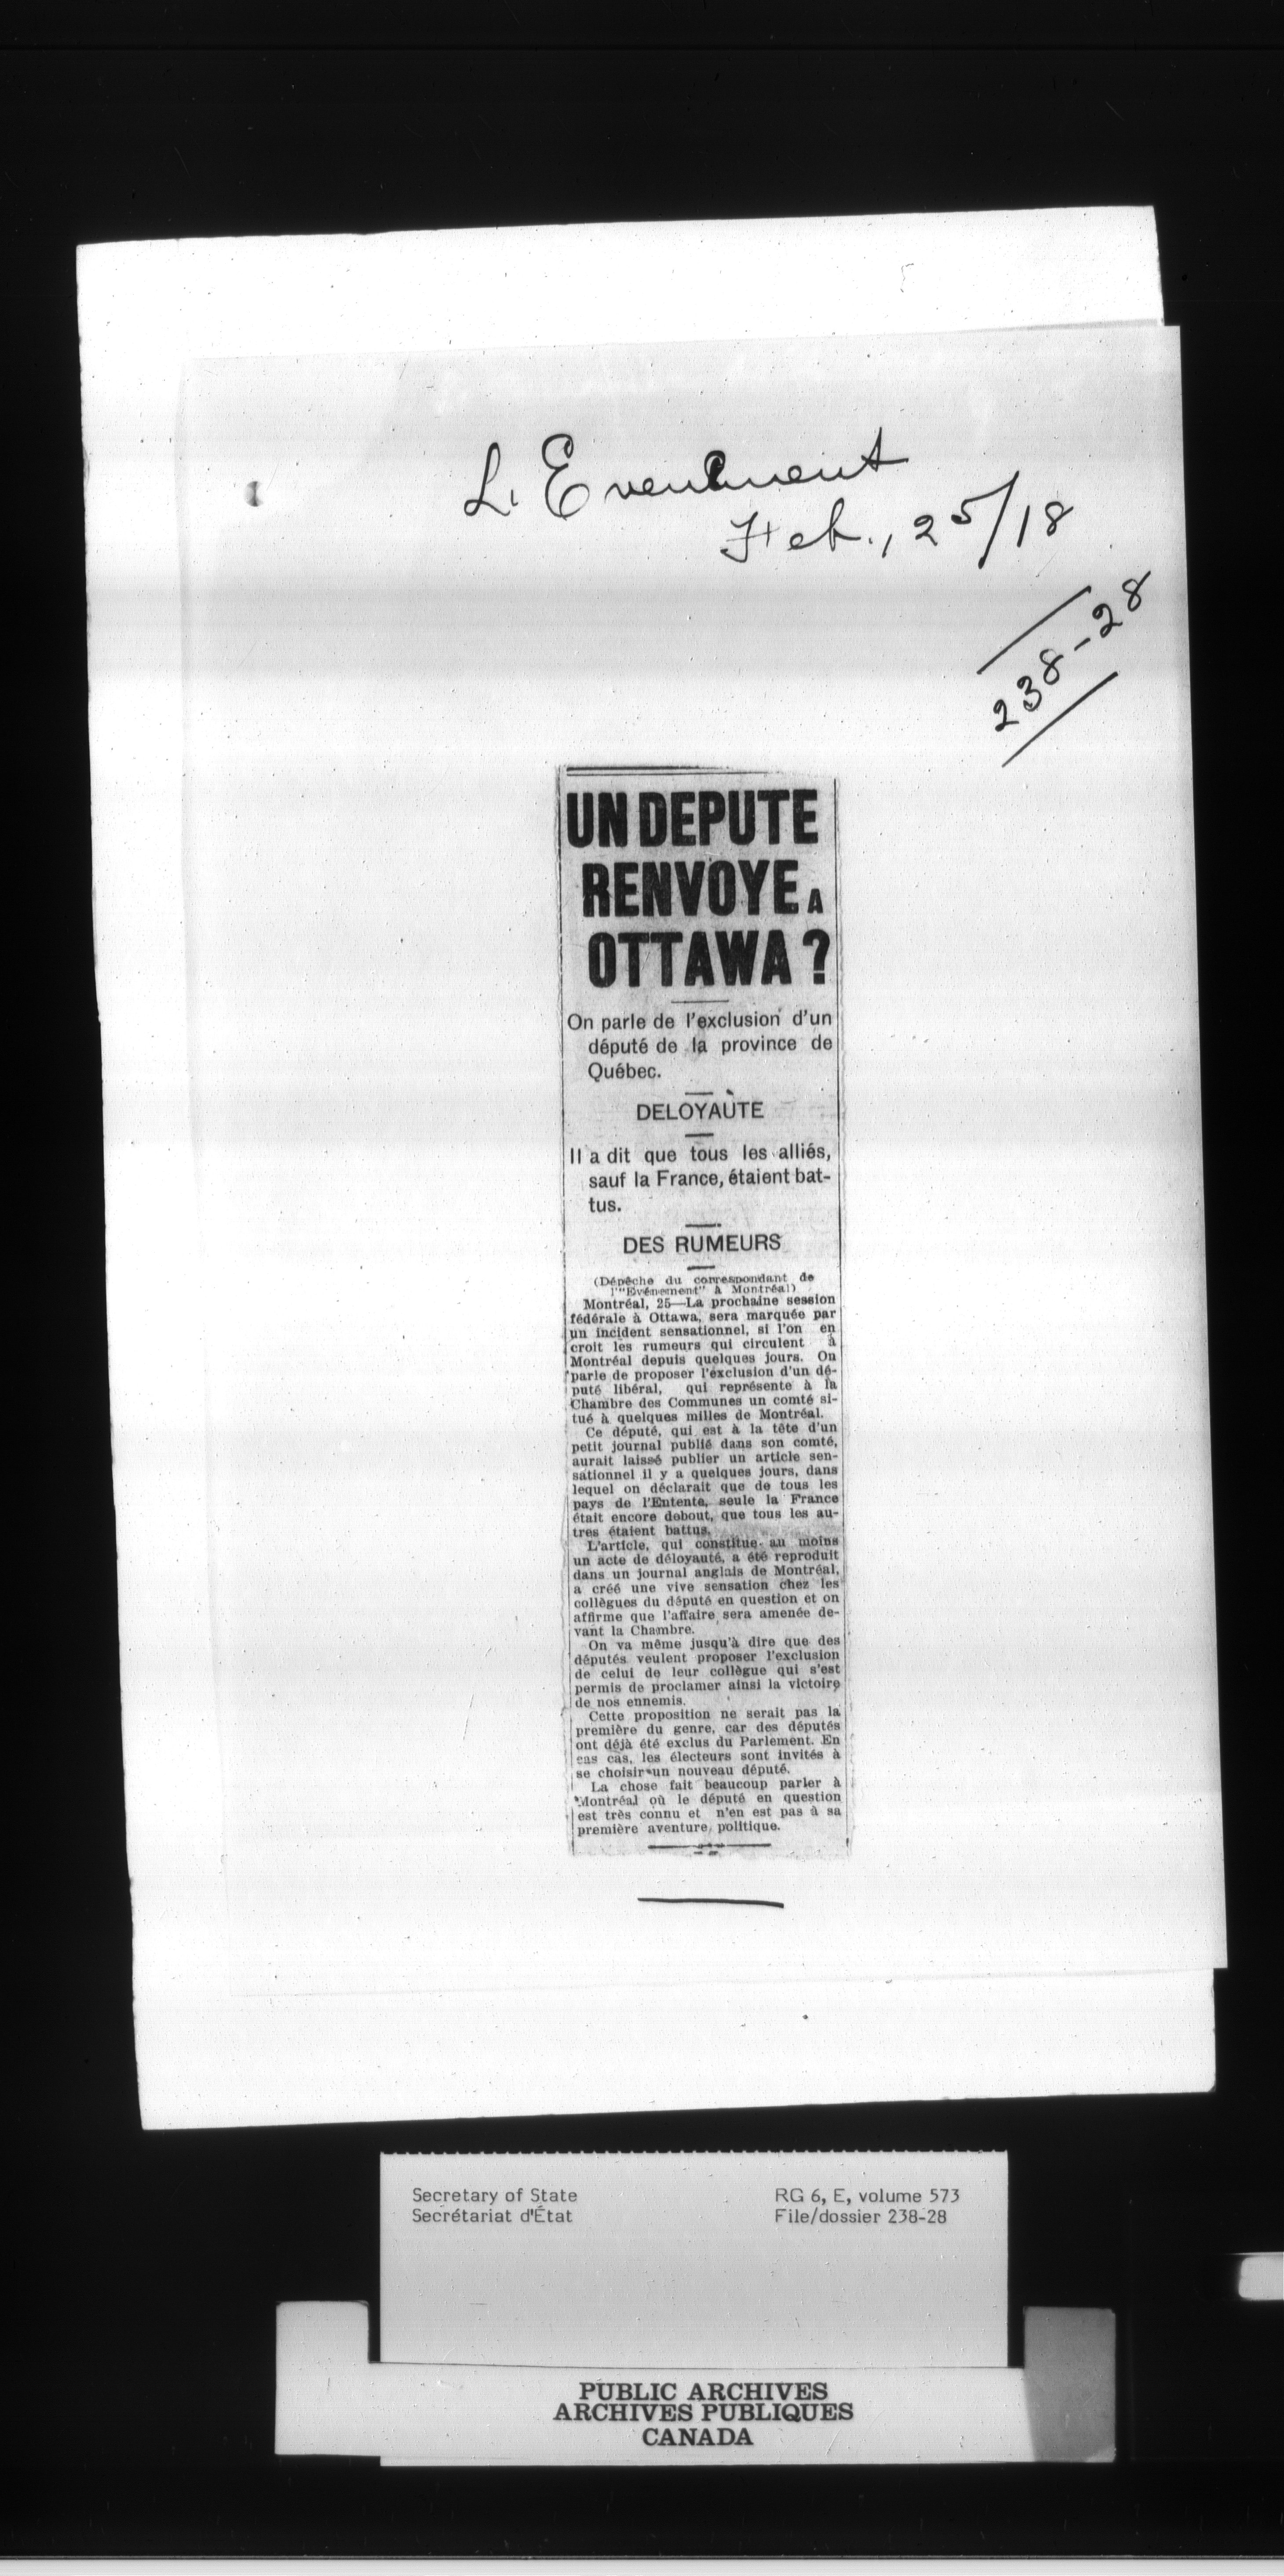 L'Evenement
Feb., 25/18
238-28
UN DEPUTE
RENVOYE A
OTTAWA ?
On parle de l'exclusion d'un
député de la province de
Québec.
DELOYAUTE
Il a dit que tous les alliés,
sauf la France, étaient bat-
tus.
DES RUMEURS
(Dépêche du correspondant de
l'"Evénement" à Montréal)
Montréal, 25—La prochaine session
fédérale à Ottawa, sera marquée par
un incident sensationnel, si l'on en
croit les rumeurs qui circulent à
Montréal depuis quelques jours. On
parle de proposer l'exclusion d'un dé-
puté libéral, qui représente à la
Chambre des Communes un comté si-
tué à quelques milles de Montréal.
Ce député, qui est à la tête d'un
petit journal publié dans son comté,
aurait laissé publier un article sen-
sationnel il y a quelques jours, dans
lequel on déclarait que de tous les
pays de l'Entente, seule la France
était encore debout, que tous les au-
tres étaient battus.
L'article, qui constitue au moins
un acte de déloyauté, a été reproduit
dans un journal anglais de Montréal,
a créé une vive sensation chez les
collègues du député en question et on
affirme que l'affaire sera amenée de-
vant la Chambre.
On va même jusqu'à dire que des
députés veulent proposer l'exclusion
de celui de leur collègue qui s'est
permis de proclamer ainsi la victoire
de nos ennemis.
Cette proposition ne serait pas la
première du genre, car des députés
ont déjà été exclus du Parlement. En
cas cas, les électeurs sont invités à
se choisir un nouveau député.
La chose fait beaucoup parler à
Montréal où le député en question
est très connu et n'en est pas à sa
première aventure politique.
Secretary of State RG 6, E, volume 573
Secrétariat d'État File/dossier 238-28
PUBLIC ARCHIVES
ARCHIVES PUBLIQUES
CANADA